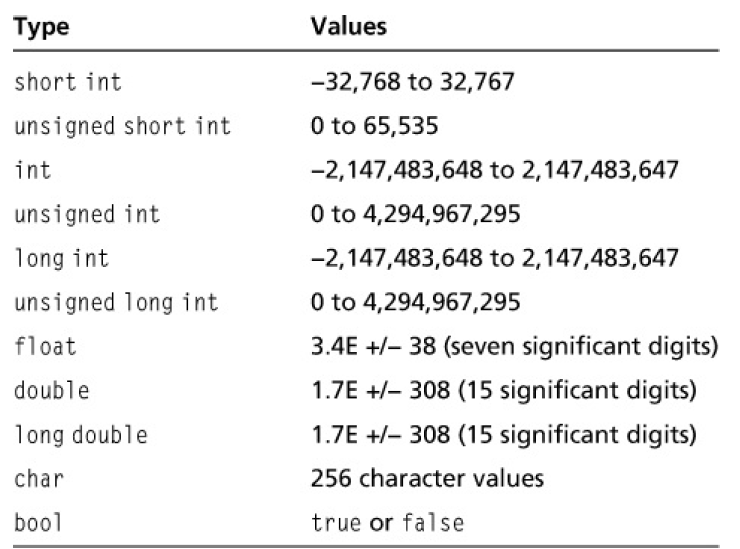 Type Values
short int –32,768 to 32,767
unsigned short int 0 to 65,535
int –2,147,483,648 to 2,147,483,647
unsigned int 0 to 4,294,967,295
long int –2,147,483,648 to 2,147,483,647
unsigned long int 0 to 4,294,967,295
float 3.4E +/– 38 (seven significant digits)
double 1.7E +/– 308 (15 significant digits)
long double 1.7E +/– 308 (15 significant digits)
char 256 character values
bool true or false